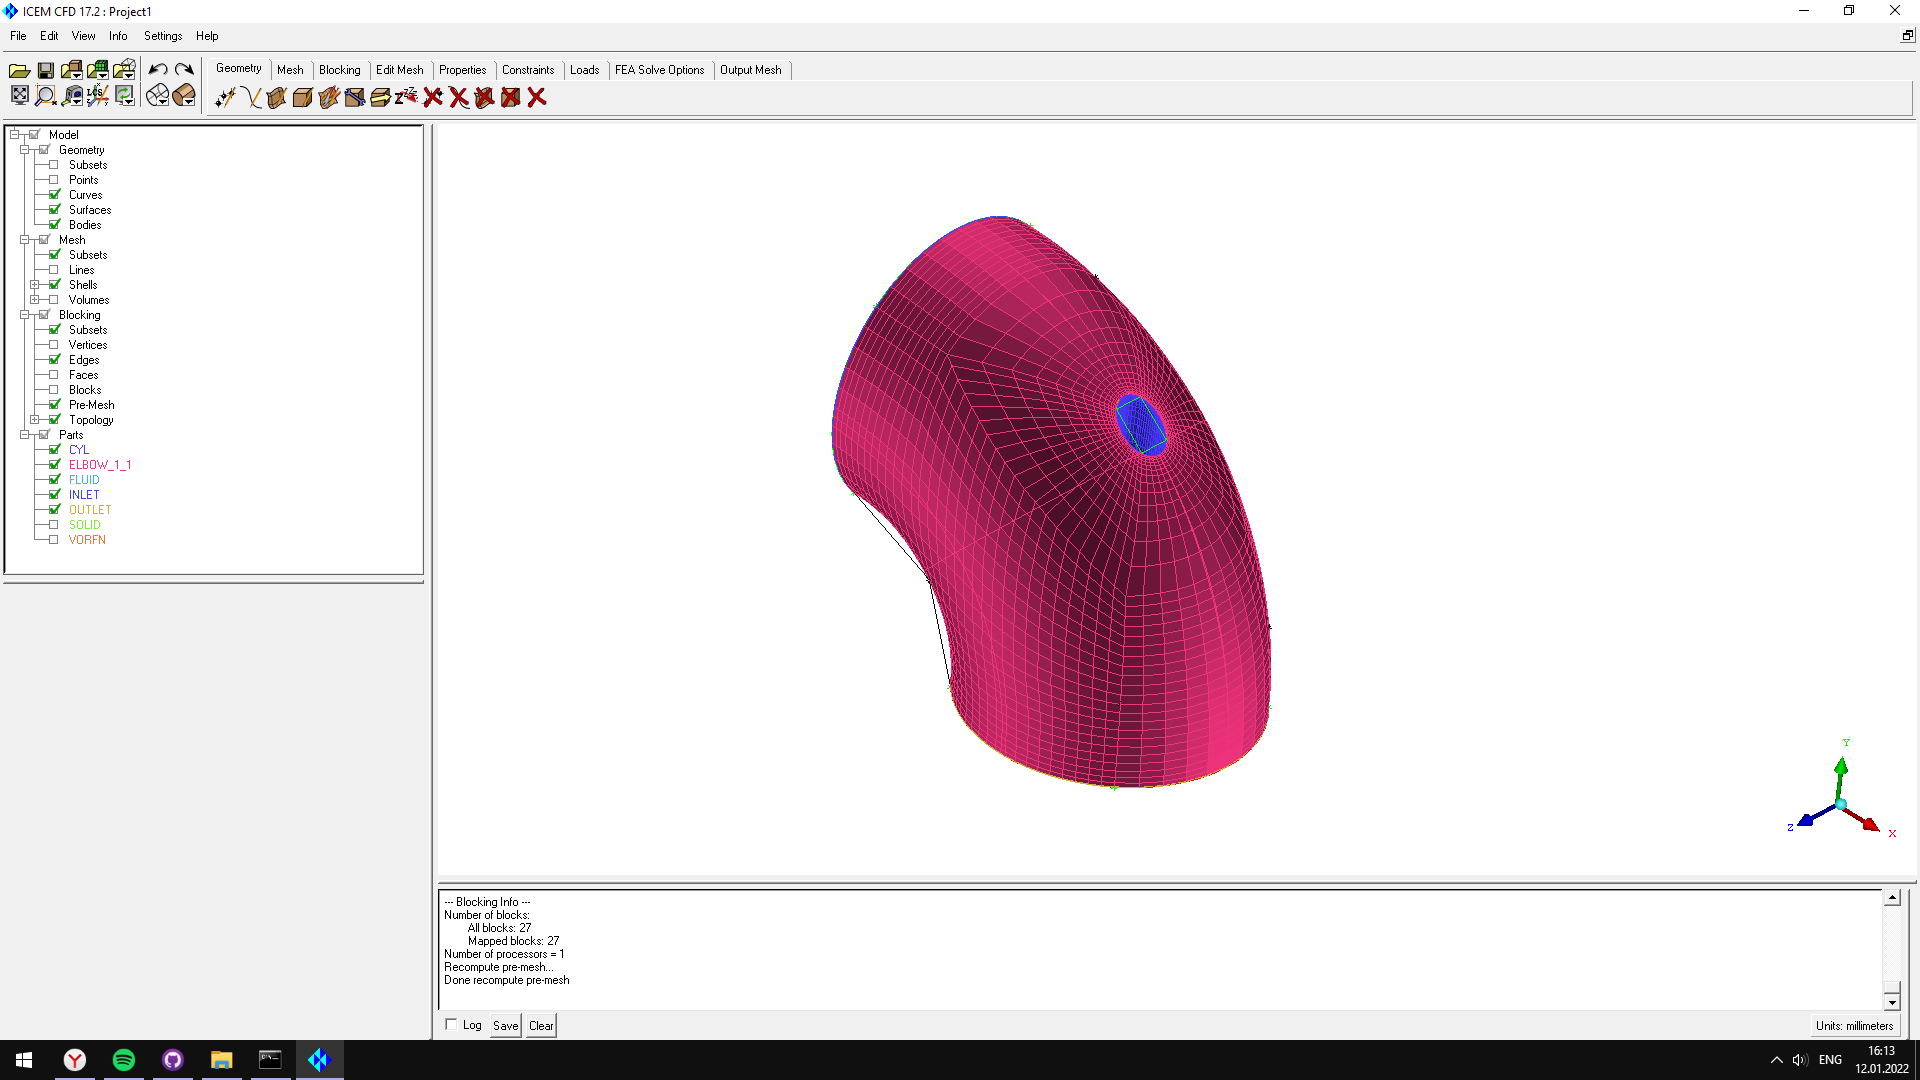 ICEM CFD 17.2 : Project1
File Edit View Info Settings Help
Geometry Mesh Blocking Edit Mesh Properties Constraints Loads FEA Solve Options Output Mesh
LCS
Model
Geometry
Subsets
Points
Curves
Surfaces
Bodies
Mesh
Subsets
Lines
Shells
Volumes
Blocking
Subsets
Vertices
Edges
Faces
Blocks
Pre-Mesh
Topology
Parts
CYL
ELBOW_1_1
FLUID
INLET
OUTLET
SOLID
VORFN
Y
Z
X
--- Blocking Info ---
Number of blocks:
All blocks: 27
Mapped blocks: 27
Number of processors = 1
Recompute pre-mesh...
Done recompute pre-mesh
Log Save Clear
Units: millimeters
ENG
16:13
12.01.2022